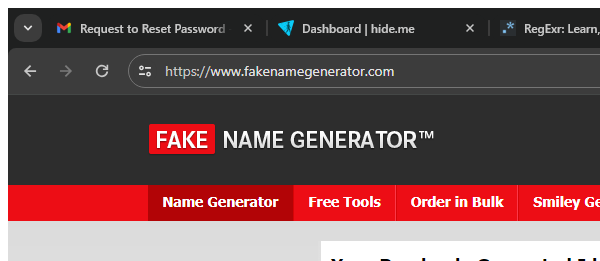 Request to Reset Password
Dashboard | hide.me
RegExr: Learn,
https://www.fakenamegenerator.com
FAKE NAME GENERATOR™
Name Generator
Free Tools
Order in Bulk
Smiley Ge